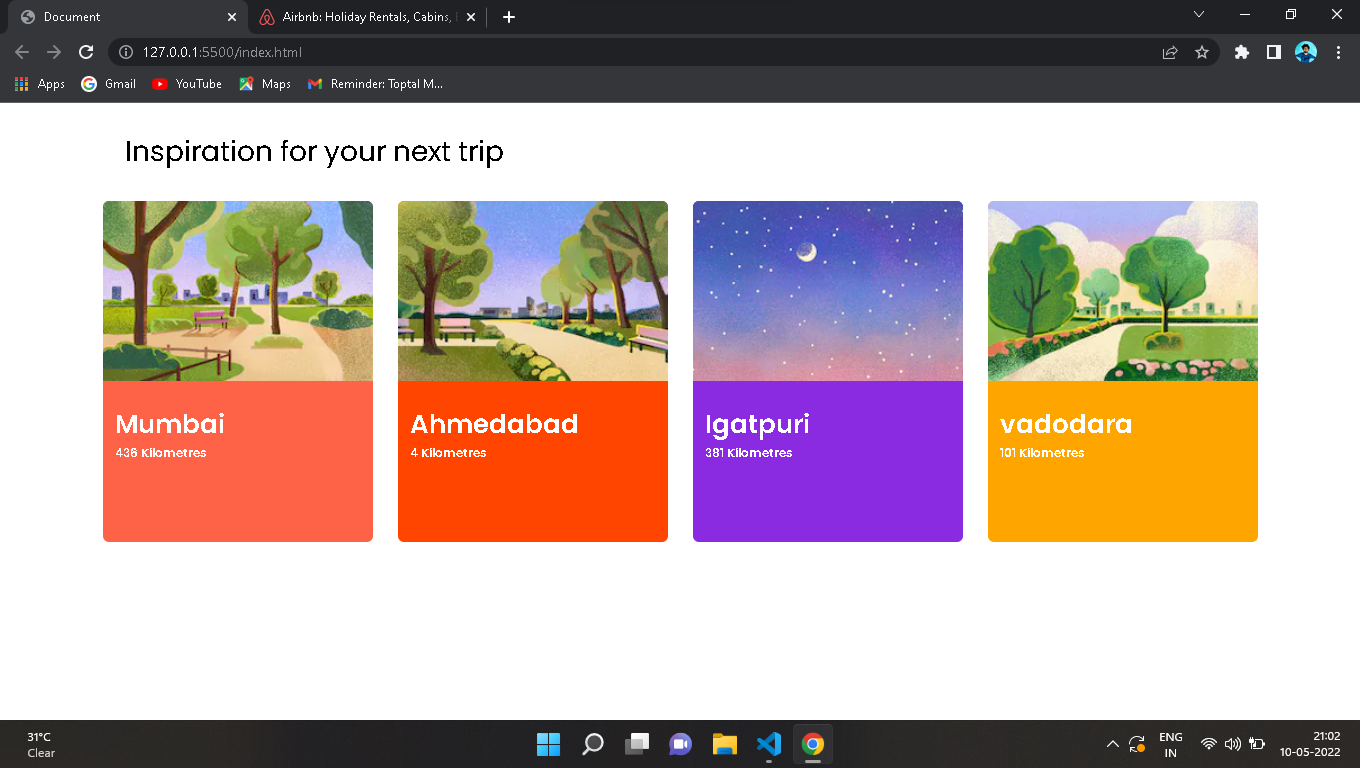 Document
Airbnb: Holiday Rentals, Cabins,
127.0.0.1:5500/index.html
Apps
Gmail
YouTube
Maps
Reminder: Toptal M...
Inspiration for your next trip
Mumbai
436 Kilometres
Ahmedabad
4 Kilometres
Igatpuri
381 Kilometres
vadodara
101 Kilometres
31°C
Clear
ENG
IN
21:02
10-05-2022